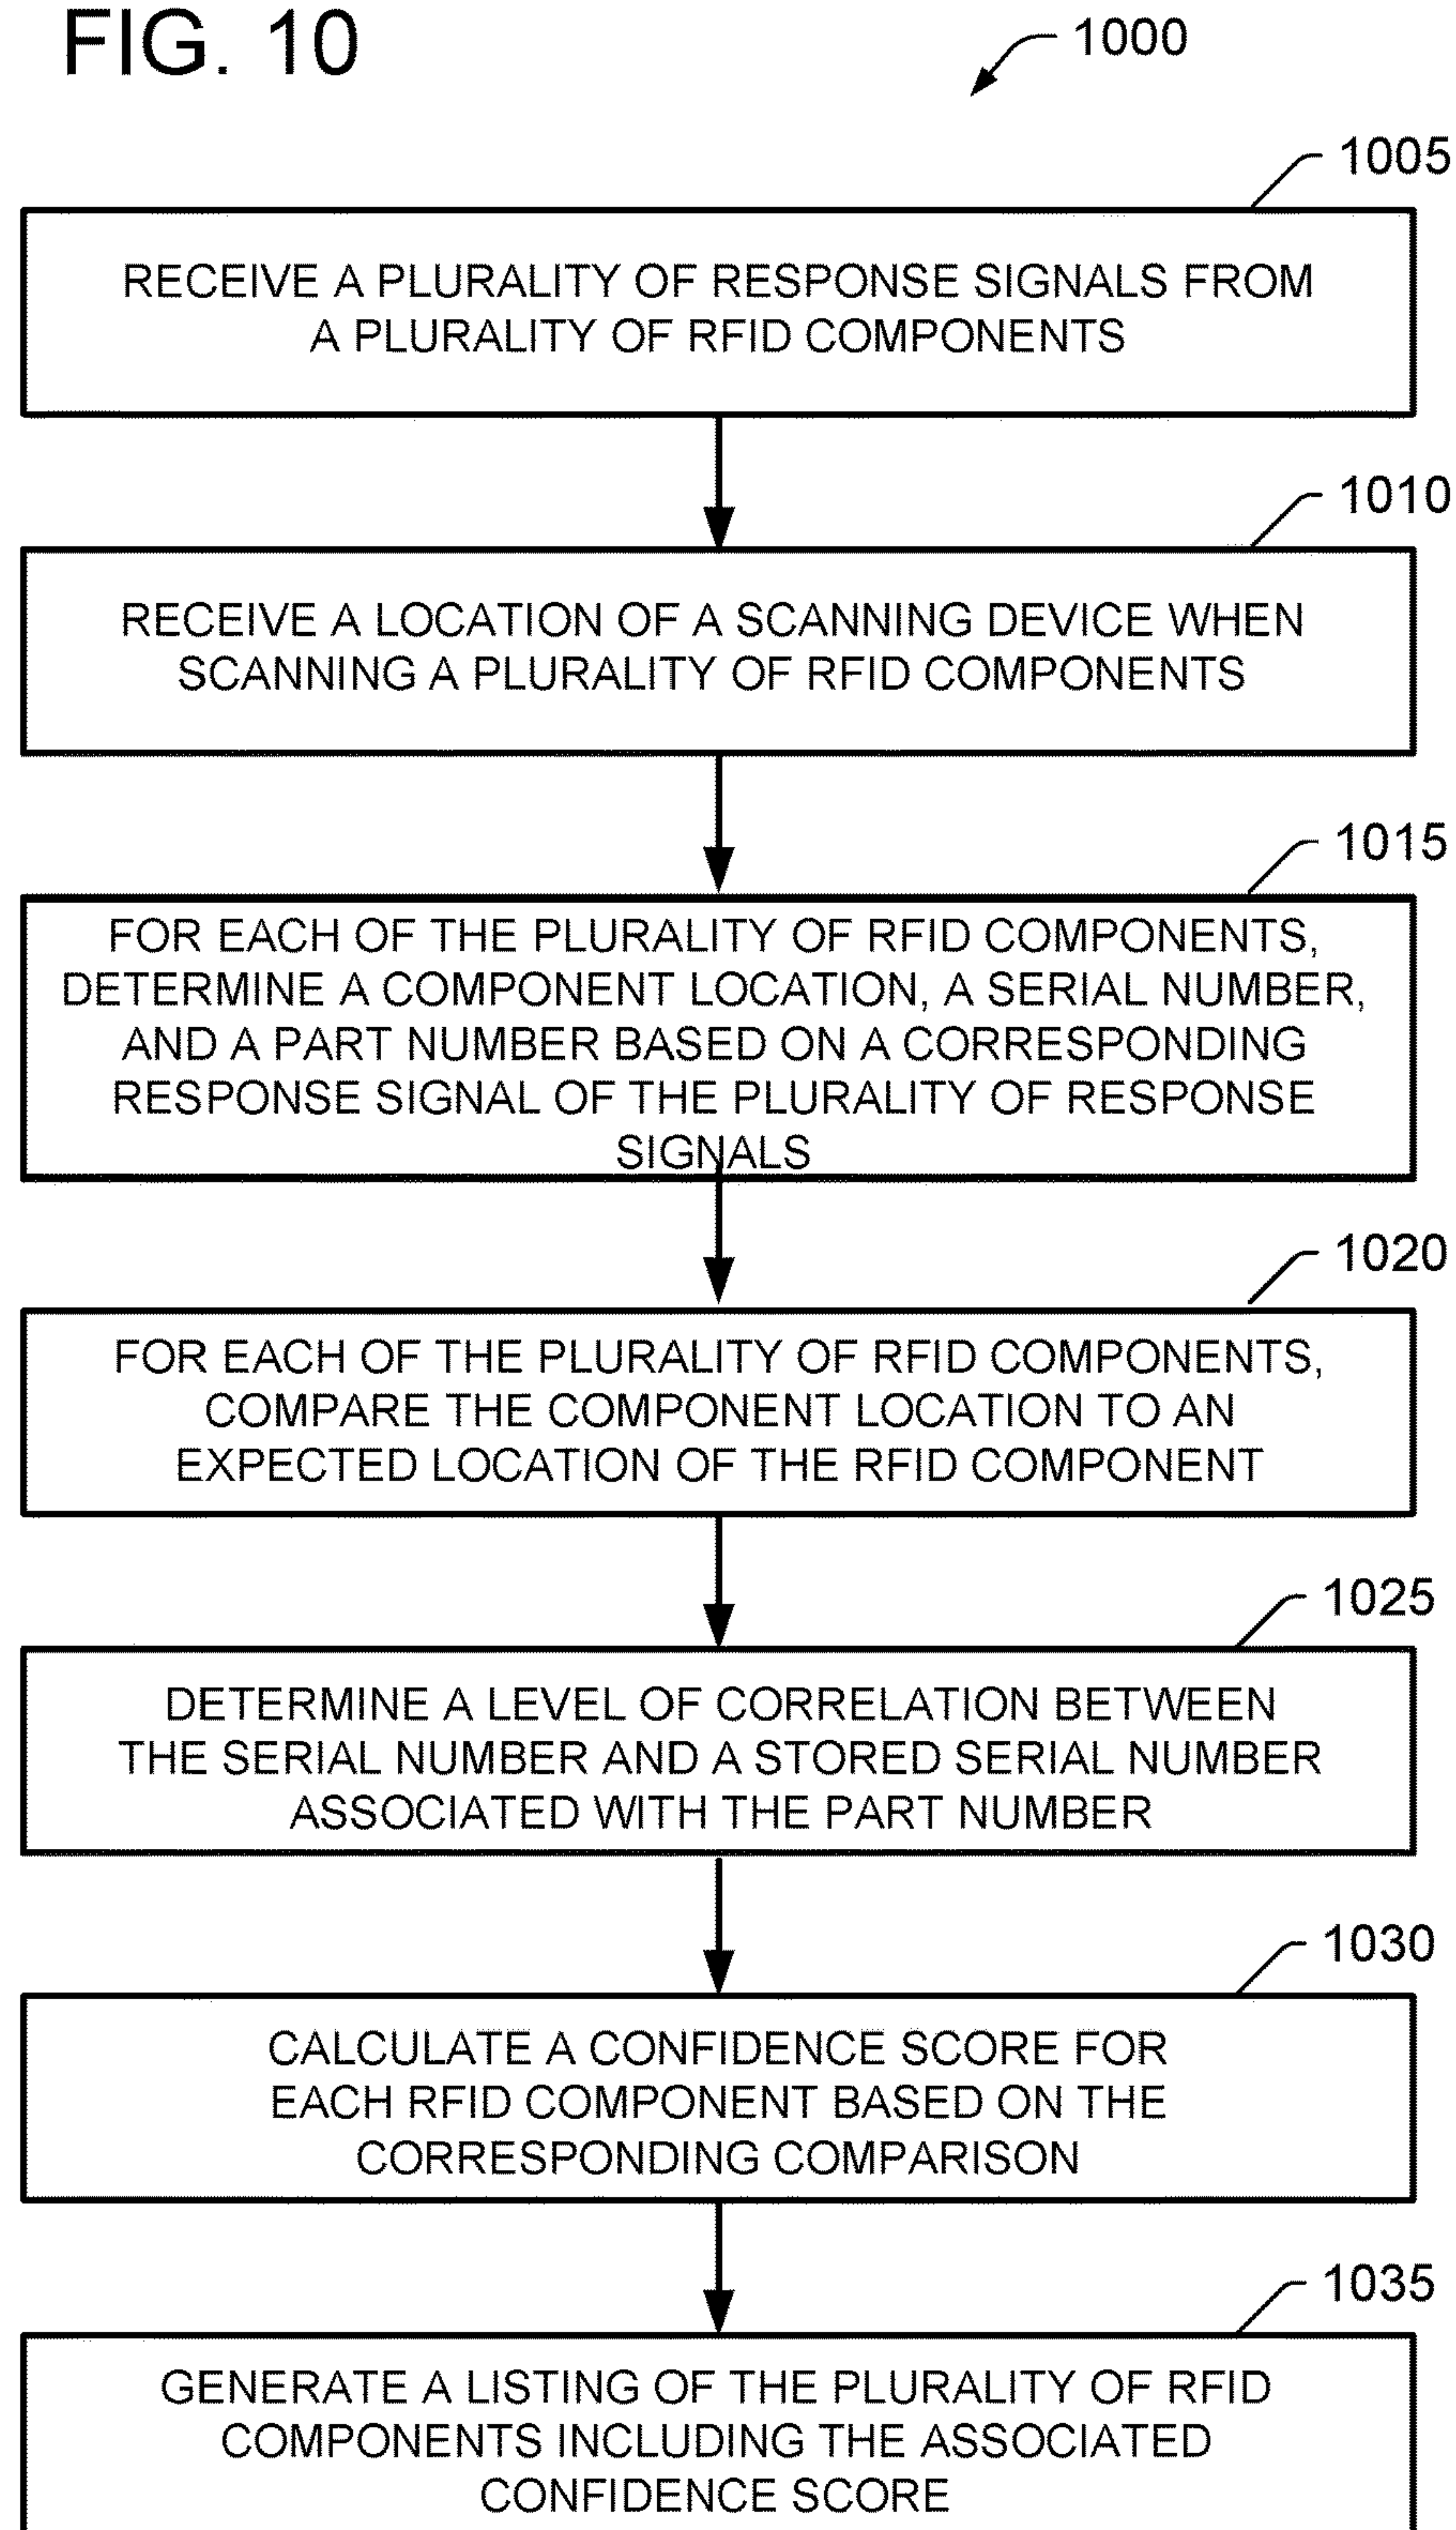 FIG. 10
1000
1005
RECEIVE A PLURALITY OF RESPONSE SIGNALS FROM
A PLURALITY OF RFID COMPONENTS
1010
RECEIVE A LOCATION OF A SCANNING DEVICE WHEN
SCANNING A PLURALITY OF RFID COMPONENTS
1015
FOR EACH OF THE PLURALITY OF RFID COMPONENTS,
DETERMINE A COMPONENT LOCATION, A SERIAL NUMBER,
AND A PART NUMBER BASED ON A CORRESPONDING
RESPONSE SIGNAL OF THE PLURALITY OF RESPONSE
SIGNALS
1020
FOR EACH OF THE PLURALITY OF RFID COMPONENTS,
COMPARE THE COMPONENT LOCATION TO AN
EXPECTED LOCATION OF THE RFID COMPONENT
1025
DETERMINE A LEVEL OF CORRELATION BETWEEN
THE SERIAL NUMBER AND A STORED SERIAL NUMBER
ASSOCIATED WITH THE PART NUMBER
1030
CALCULATE A CONFIDENCE SCORE FOR
EACH RFID COMPONENT BASED ON THE
CORRESPONDING COMPARISON
1035
GENERATE A LISTING OF THE PLURALITY OF RFID
COMPONENTS INCLUDING THE ASSOCIATED
CONFIDENCE SCORE